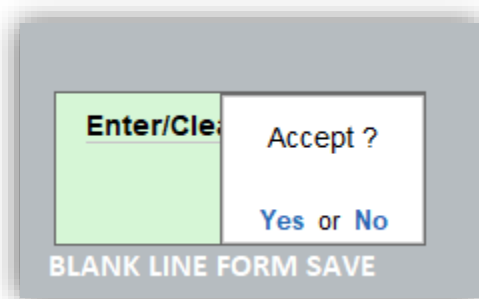 Enter/Clea
Accept ?
Yes or No
BLANK LINE FORM SAVE